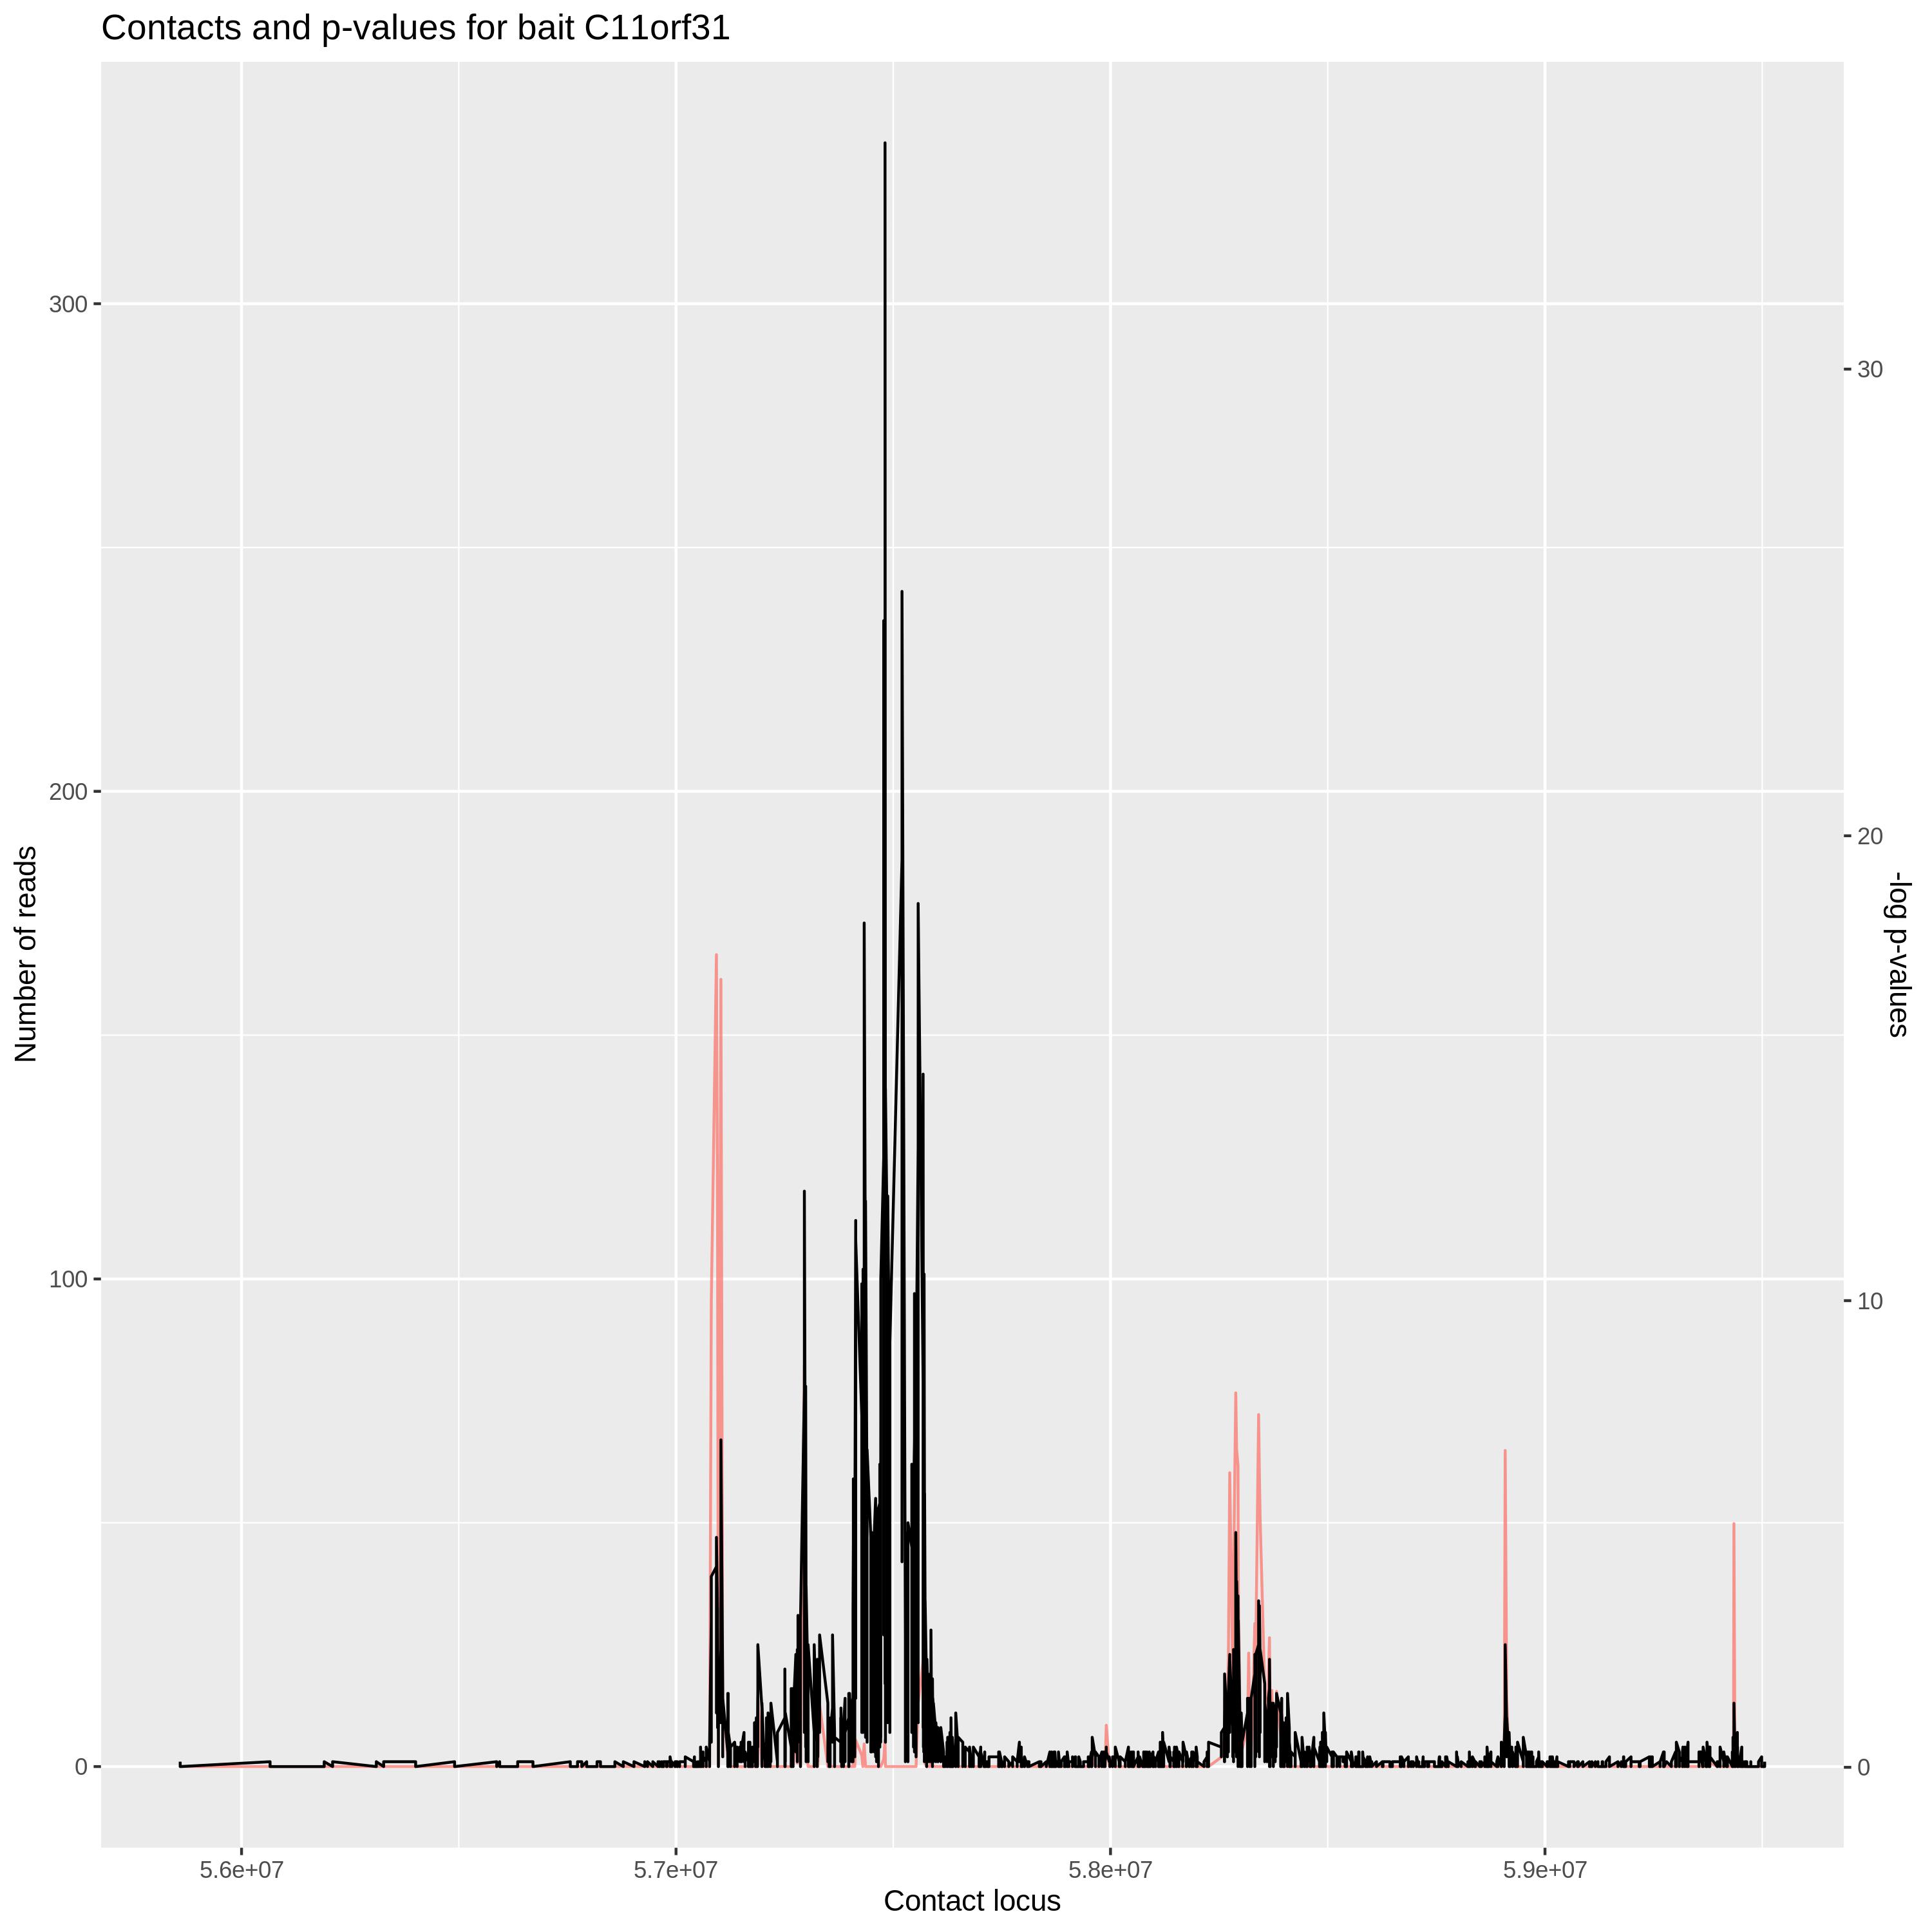 Contacts and p-values for bait C11orf31
300
200
100
0
Number of reads
30
20
10
0
-log p-values
5.6e+07
5.7e+07
5.8e+07
5.9e+07
Contact locus